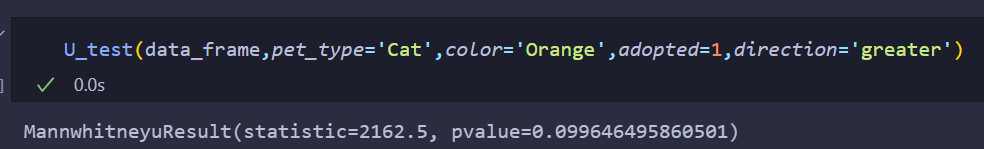 U_test(data_frame,pet_type='Cat',color='Orange',adopted=1,direction='greater')
0.0s
MannwhitneyuResult(statistic=2162.5, pvalue=0.099646495860501)